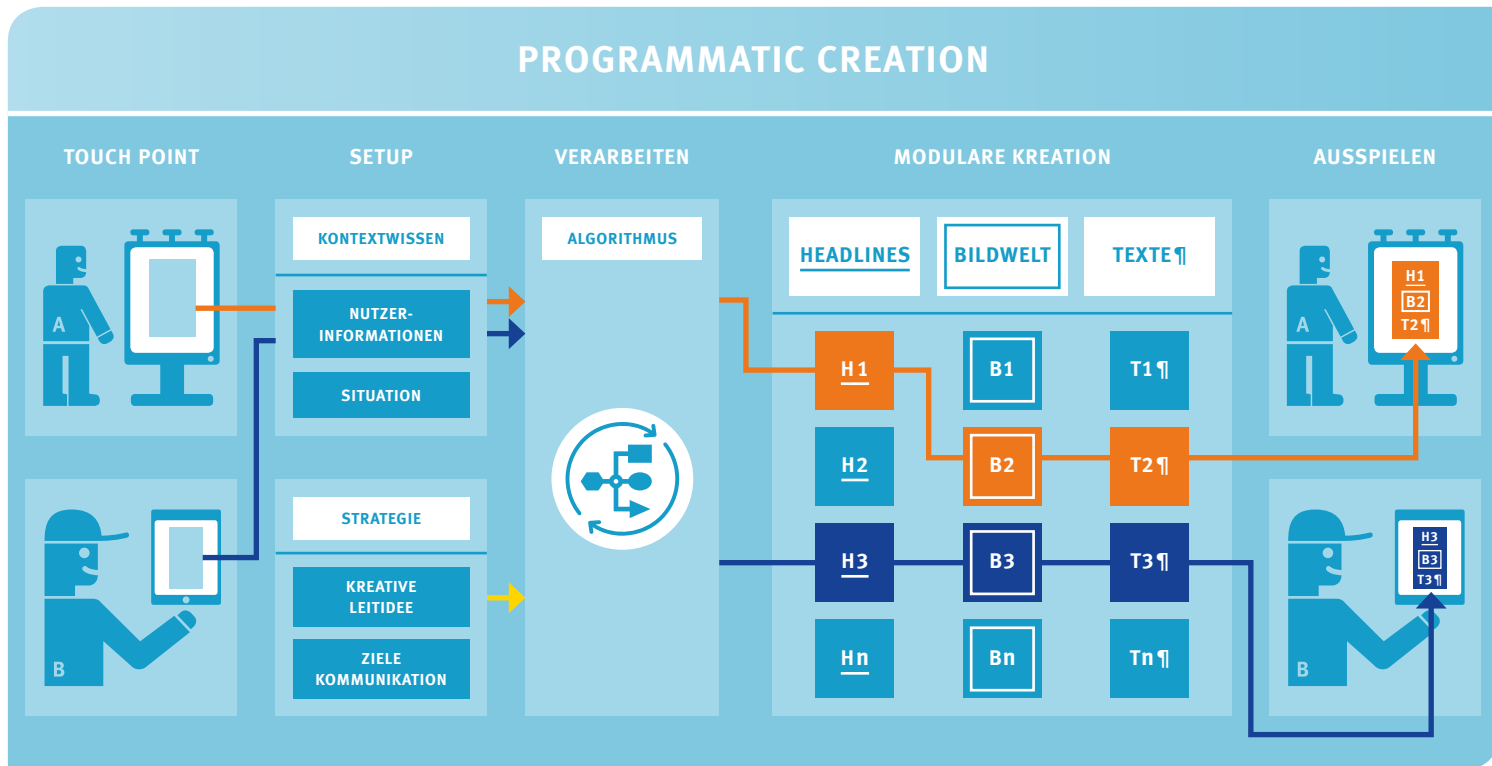 PROGRAMMATIC CREATION
TOUCH POINT
SETUP
VERARBEITEN
MODULARE KREATION
AUSSPIELEN
A
B
KONTEXTWISSEN
NUTZER-
INFORMATIONEN
SITUATION
STRATEGIE
KREATIVE
LEITIDEE
ZIELE
KOMMUNIKATION
ALGORITHMUS
HEADLINES
BILDWELT
TEXTE¶
H1
B1
T1¶
H2
B2
T2¶
H3
B3
T3¶
Hn
Bn
Tn¶
A
H1
B2
T2¶
B
H3
B3
T3¶